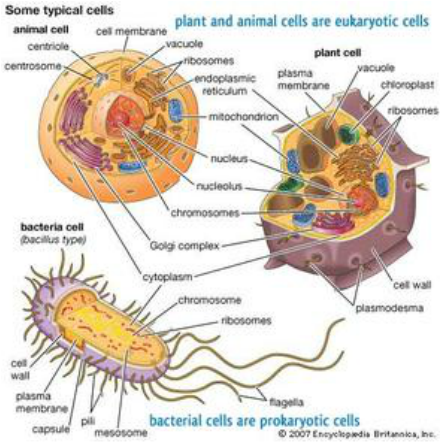 Some typical cells
plant and animal cells are eukaryotic cells
animal cell
cell membrane
centriole
vacuole
centrosome
ribosomes
endoplasmic
reticulum
mitochondrion
nucleus
nucleolus
chromosomes
Golgi complex
cytoplasm
plant cell
plasma
membrane
vacuole
chloroplast
ribosomes
cell wall
plasmodesma
bacteria cell
(bacillus type)
chromosome
ribosomes
cell
wall
plasma
membrane
capsule
pili
mesosome
flagella
bacterial cells are prokaryotic cells
© 2007 Encyclopædia Britannica, Inc.